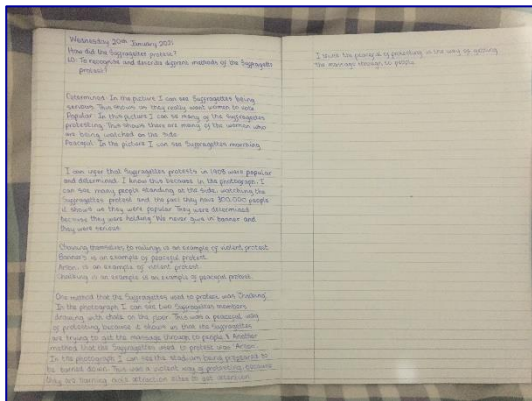 Wednesday 20th January 2021
How did the Suffragettes protest?
LO: To recognise and describe different methods of the Suffragettes
protest?
Determined: In the picture I can see Suffragettes being
serious. This shows us they really want women to vote.
Popular: In this picture I can see many of the Suffragettes
protesting. This shows there are many of the women who
are being watched on the side.
Peaceful: In the picture I can see Suffragettes marching.
I can infer that Suffragettes protests in 1908 were popular
and determined. I know this because in the photograph, I
can see many people standing at the side, watching the
Suffragettes protest and the fact they have 300,000 people
it shows us they were popular. They were determined
because they were holding 'We never give in' banner and
they were serious.
Chaining themselves to railings is an example of violent protest.
Banners is an example of peaceful protest.
Arson is an example of violent protest.
Chalking is an example is an example of peaceful protest.
One method that the Suffragettes used to protest was Chalking.
In the photograph I can see two Suffragettes members
drawing with chalk on the floor. This was a peaceful way
of protesting because it shows us that the Suffragettes
are trying to get the message through to people. Another
method that the Suffragettes used to protest was Arson.
In the photograph I can see the stadium being prepared to
be burned down. This was a violent way of protesting because
they are burning main attraction sites to get attention.
I think the peaceful of protesting in the way of getting
the message through to people.